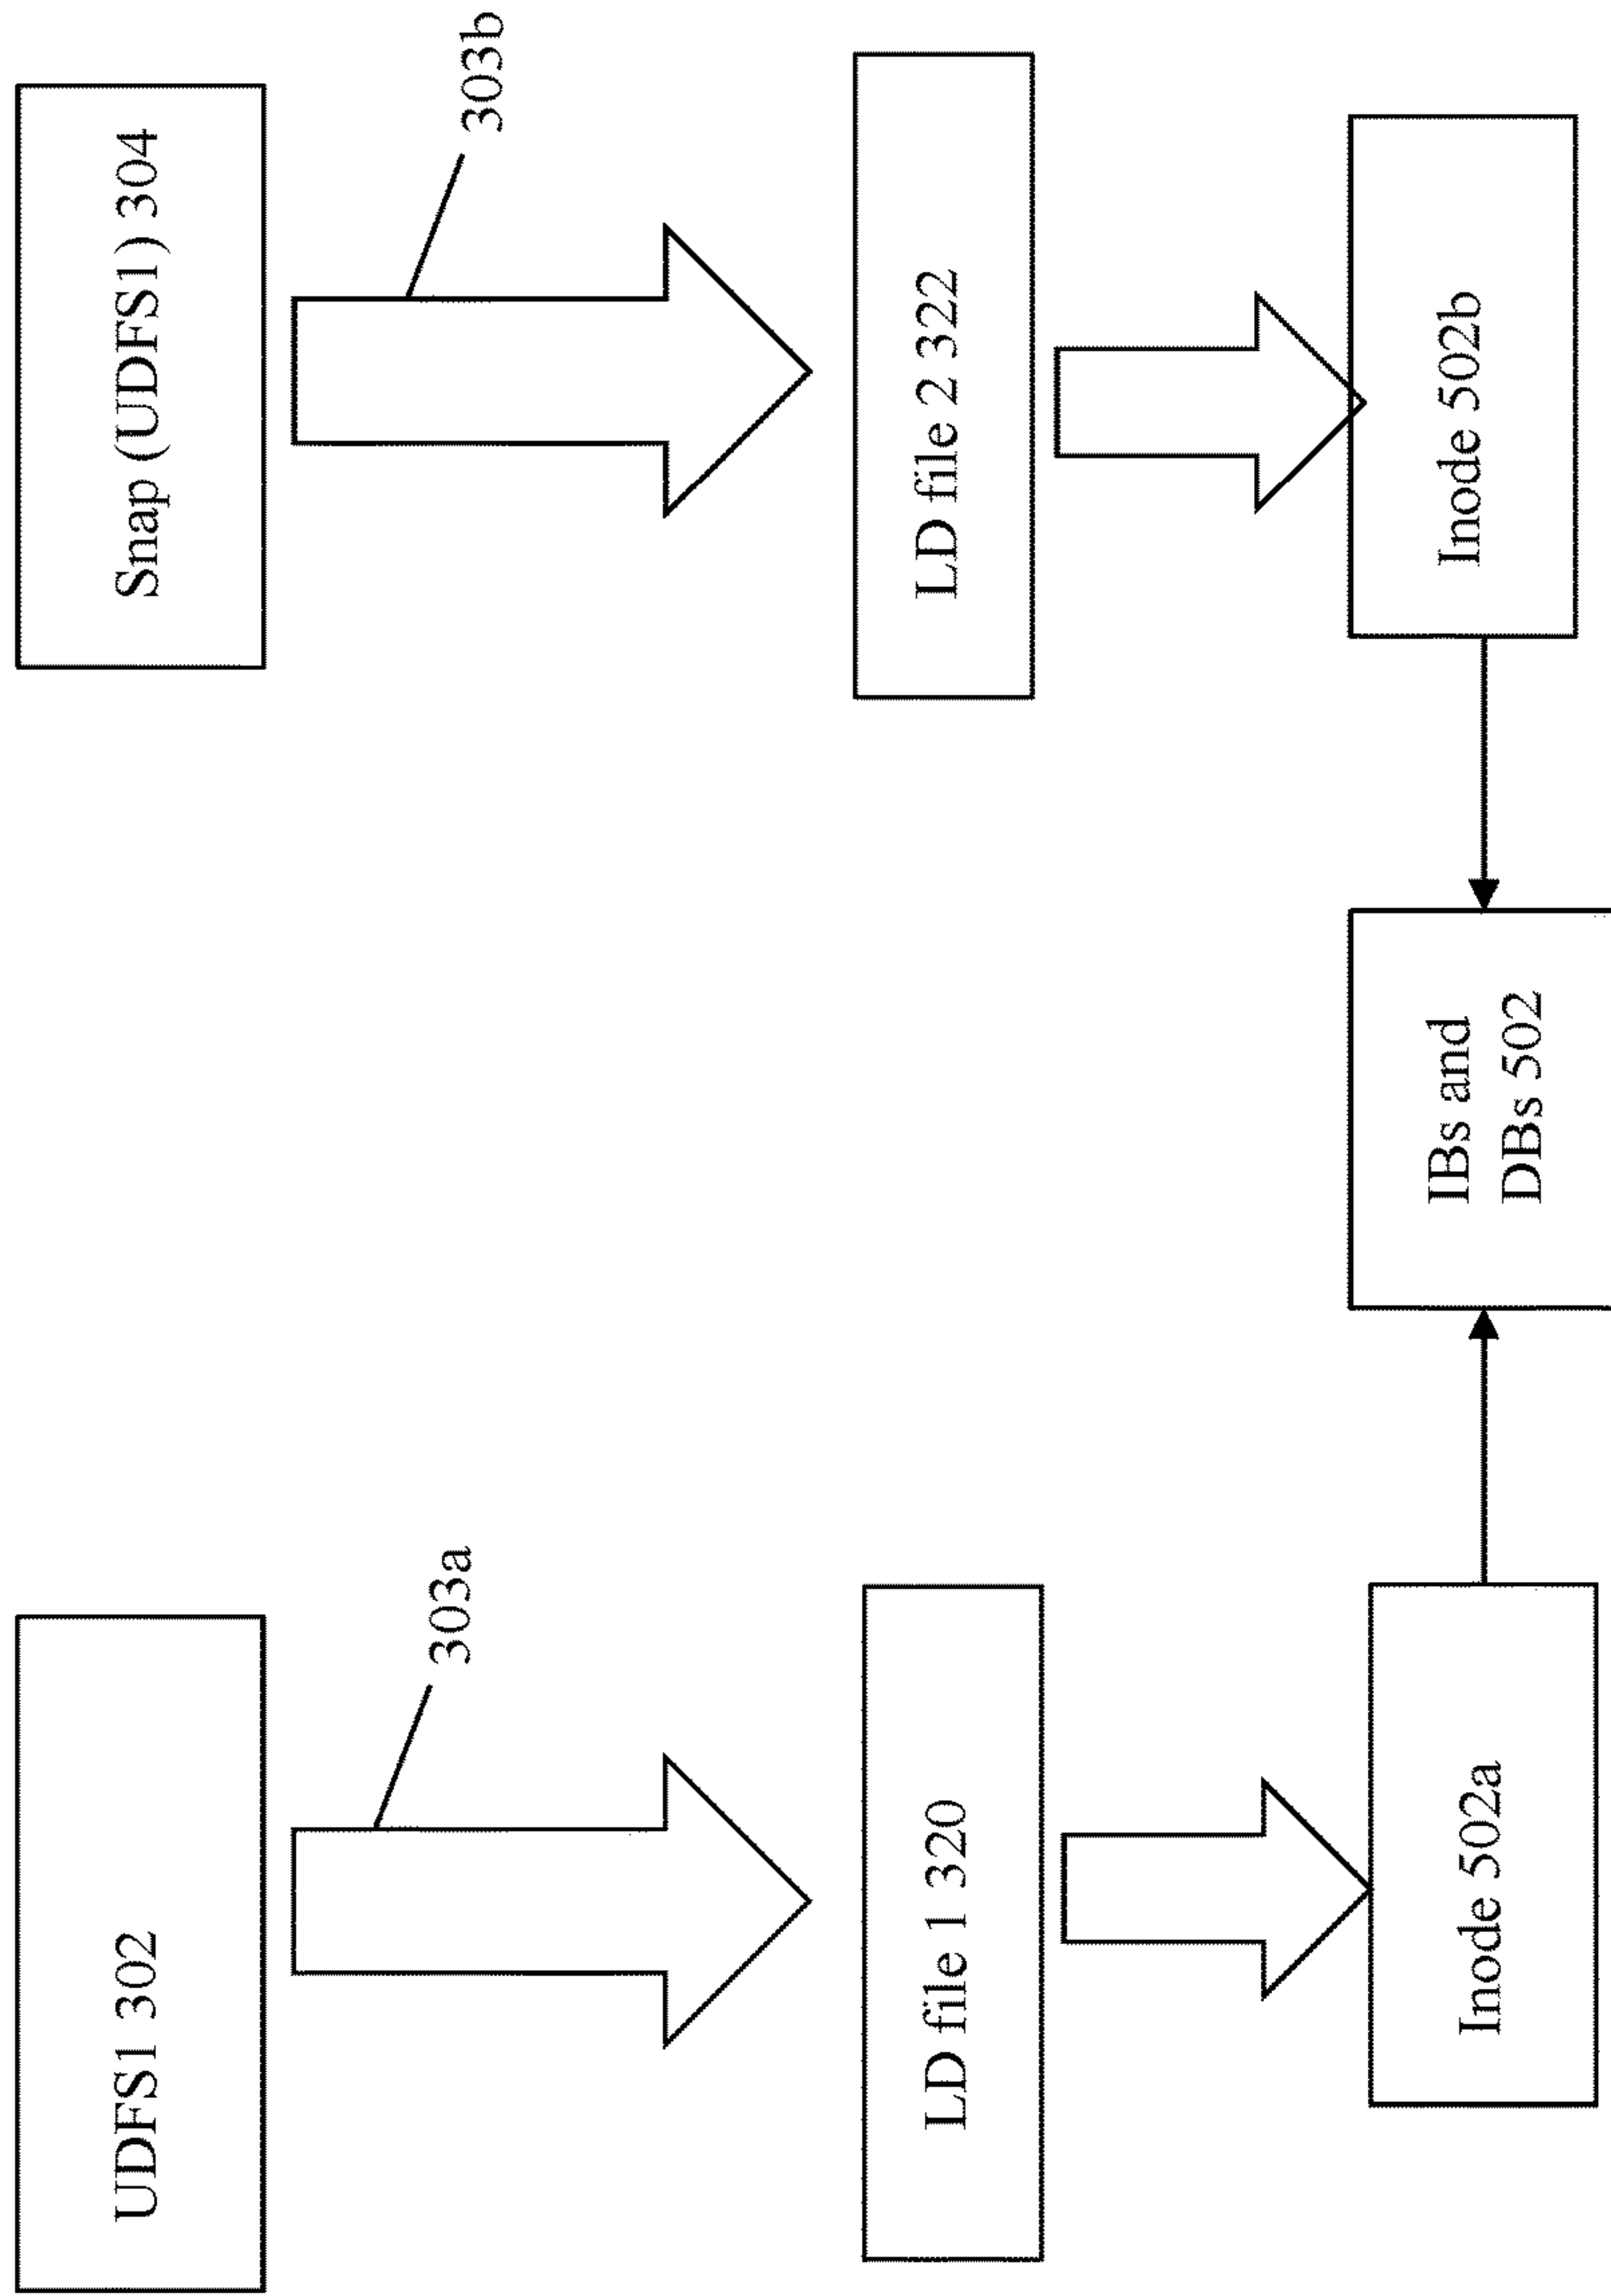 UDFS1 302
Snap (UDFS1) 304
303a
303b
LD file 1 320
LD file 2 322
Inode 502a
IBs and
DBs 502
Inode 502b